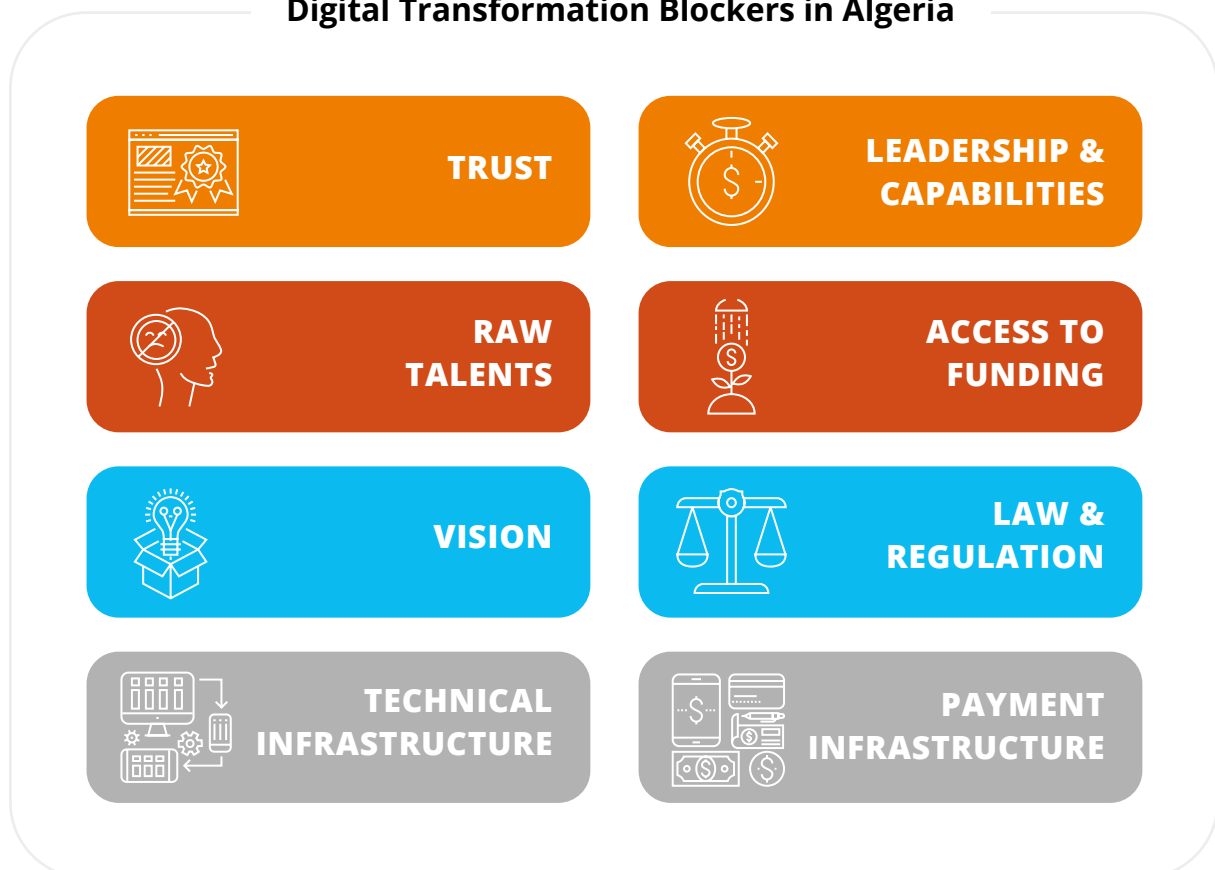 Digital Transformation Blockers in Algeria
TRUST
LEADERSHIP &
CAPABILITIES
RAW
TALENTS
ACCESS TO
FUNDING
VISION
LAW &
REGULATION
TECHNICAL
INFRASTRUCTURE
PAYMENT
INFRASTRUCTURE